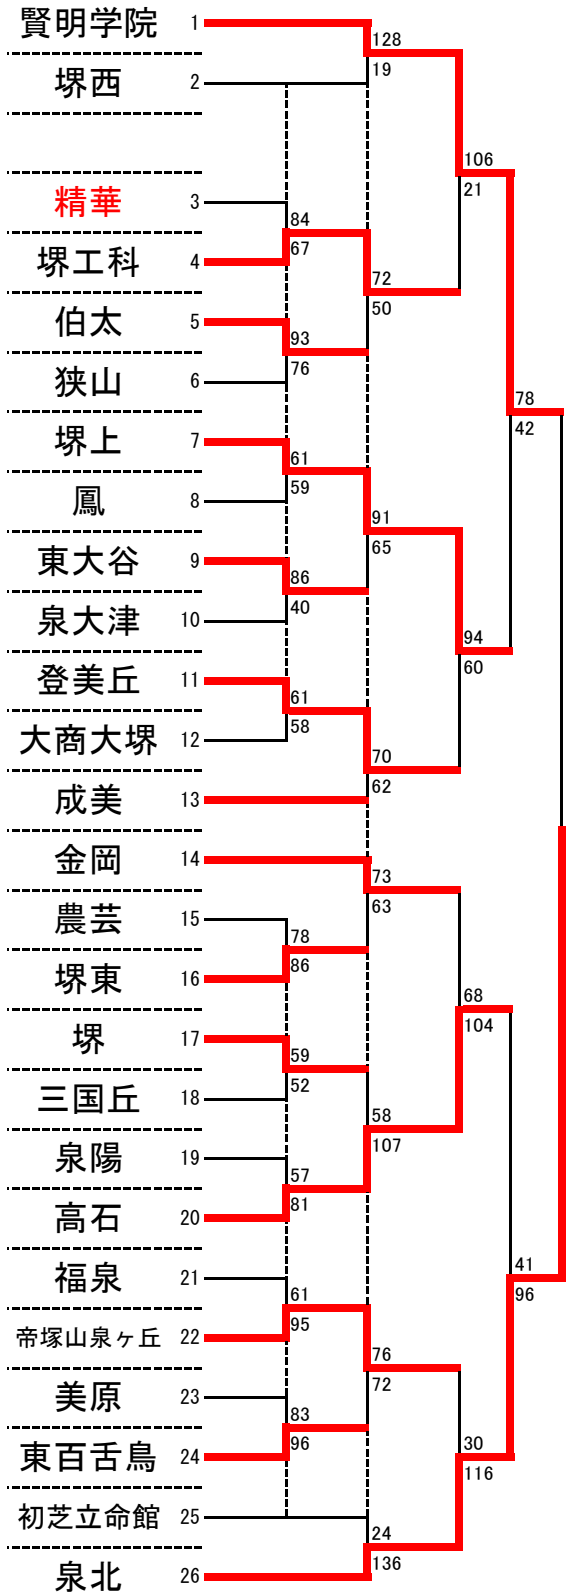 賢明学院 1
128
19
堺西 2
106
21
精華 3
84
67
堺工科 4
72
50
伯太 5
93
76
狭山 6
78
42
堺上 7
61
59
鳳 8
91
65
東大谷 9
86
40
泉大津 10
94
60
登美丘 11
61
58
大商大堺 12
70
62
成美 13
金岡 14
73
63
農芸 15
78
86
堺東 16
68
104
堺 17
59
52
三国丘 18
58
107
泉陽 19
57
81
高石 20
福泉 21
41
96
61
95
帝塚山泉ヶ丘 22
76
72
美原 23
83
96
東百舌鳥 24
30
116
初芝立命館 25
24
136
泉北 26